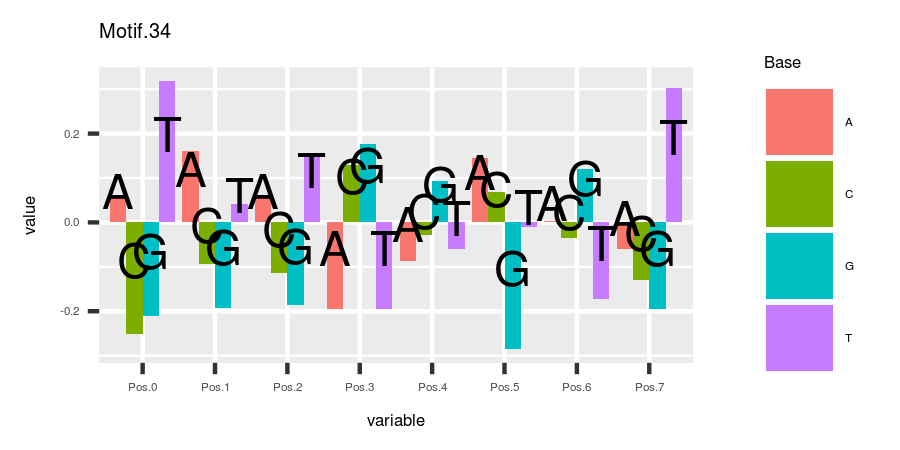 Motif.34
value
0.2
0.0
-0.2
A C G T A C G T A C G T A C G T A C G T A C G T A C G T A C G T
Pos.0 Pos.1 Pos.2 Pos.3 Pos.4 Pos.5 Pos.6 Pos.7
variable
Base
A
C
G
T